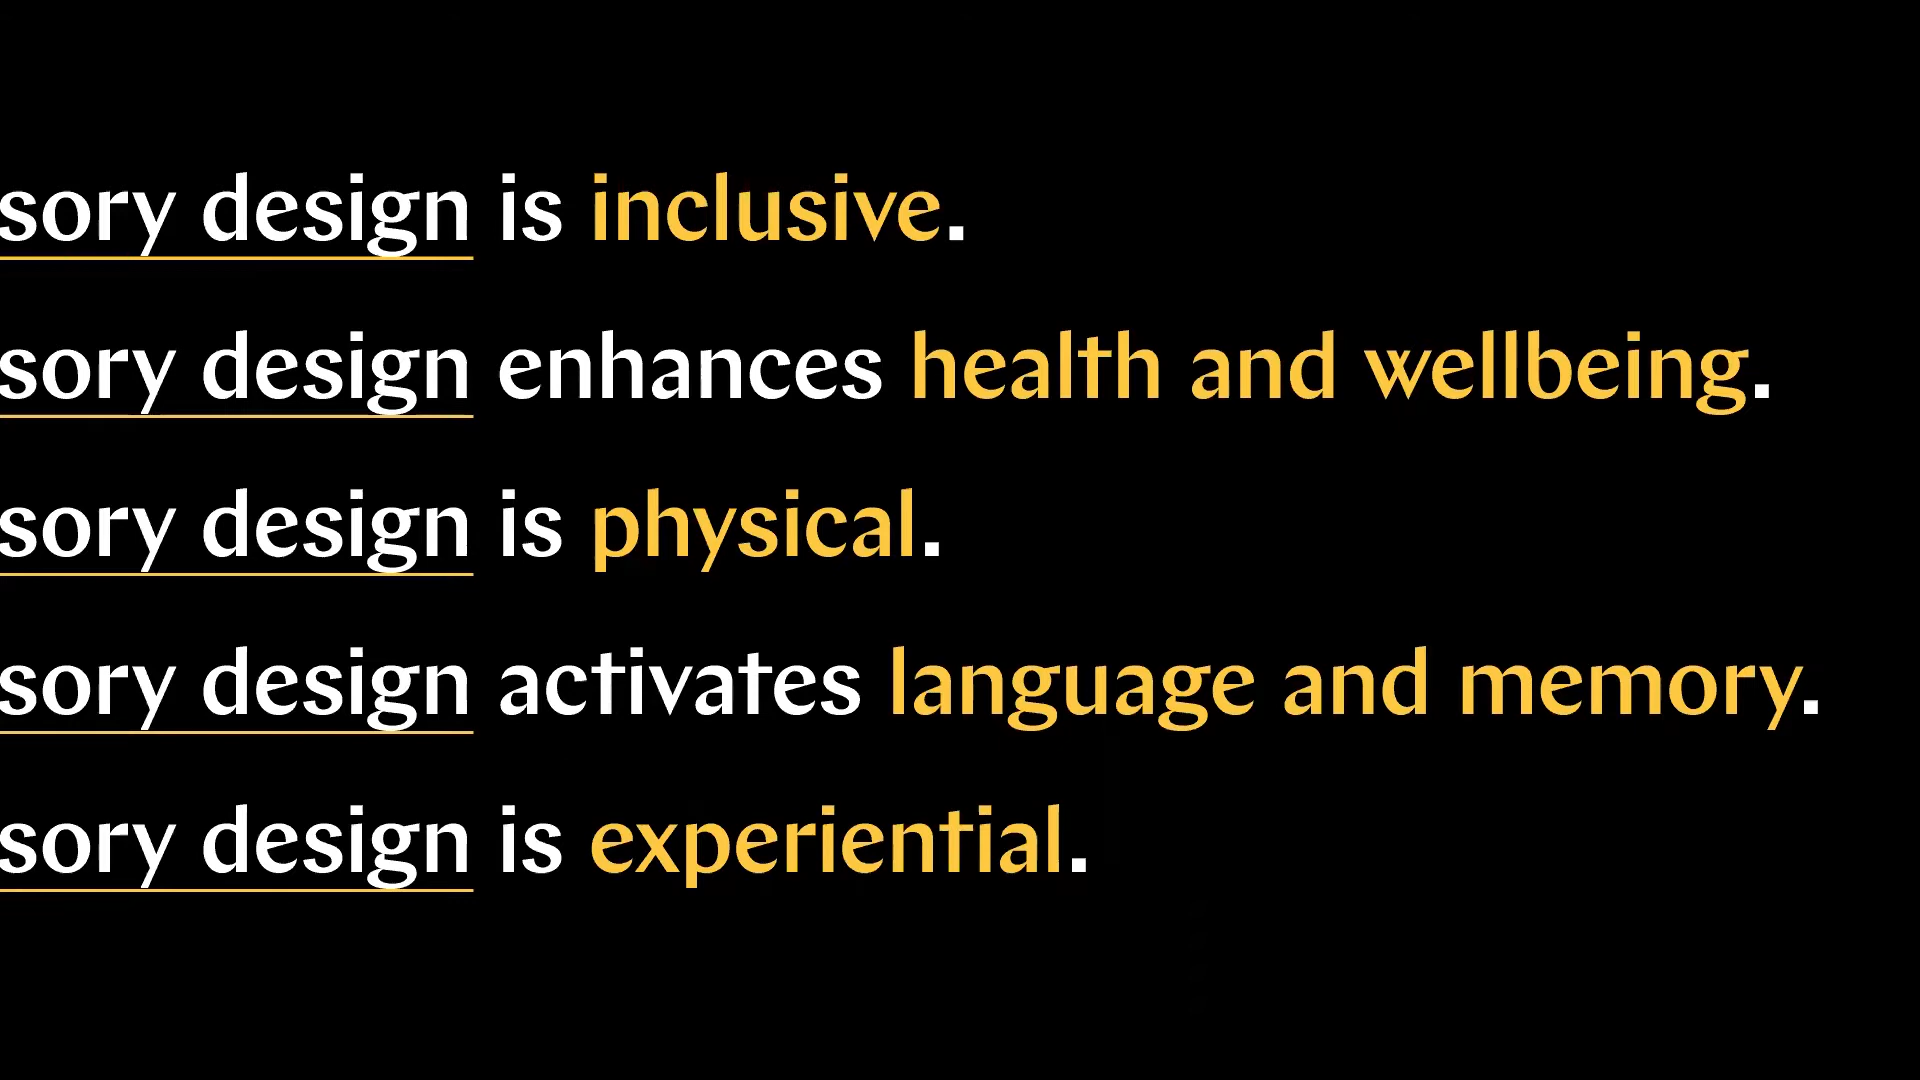 sory design is inclusive.
sory design enhances health and wellbeing.
sory design is physical.
sory design activates language and memory.
sory design is experiential.